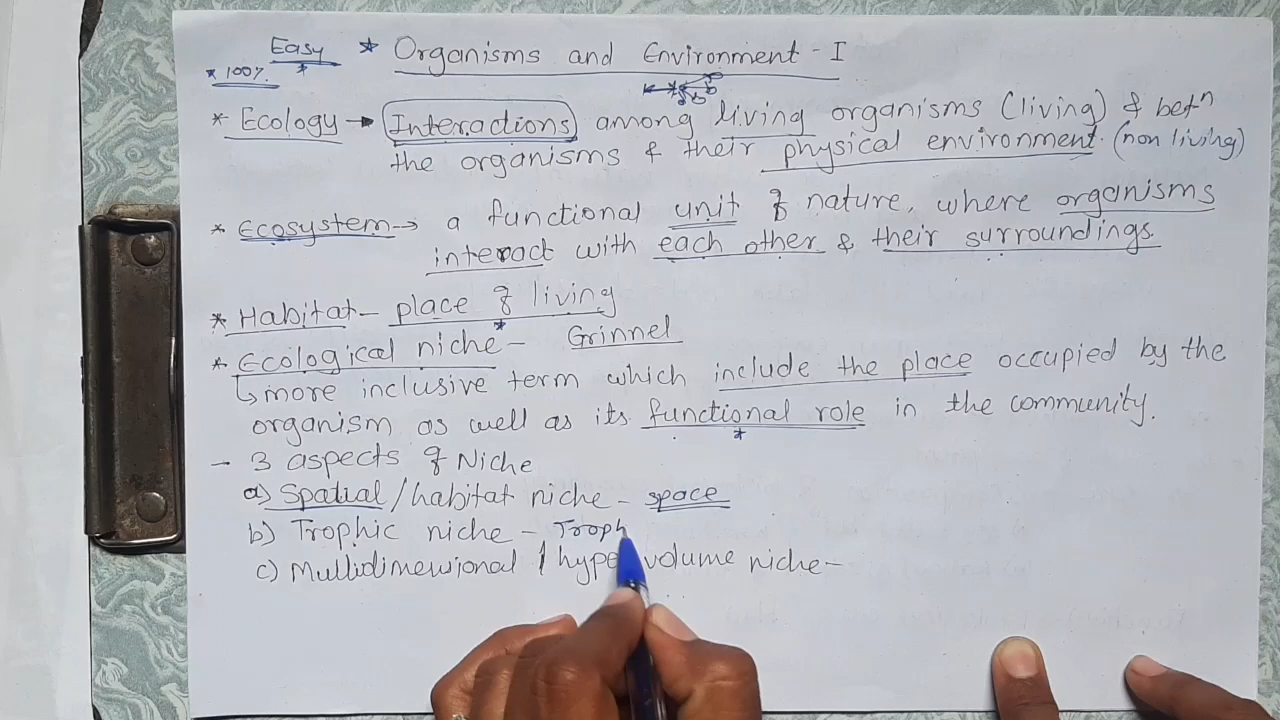 Easy * Organisms and Environment - I
* 100%
* Ecology → Interactions among living organisms (living) & betn
the organisms & their physical environment. (non living)
* Ecosystem → a functional unit of nature, where organisms
interact with each other & their surroundings.
* Habitat - place of living
* Ecological niche - Grinnel
↳ more inclusive term which include the place occupied by the
organism as well as its functional role in the community.
- 3 aspects of Niche
a) Spatial / habitat niche - space
b) Trophic niche - Troph
c) Multidimensional / hypervolume niche -